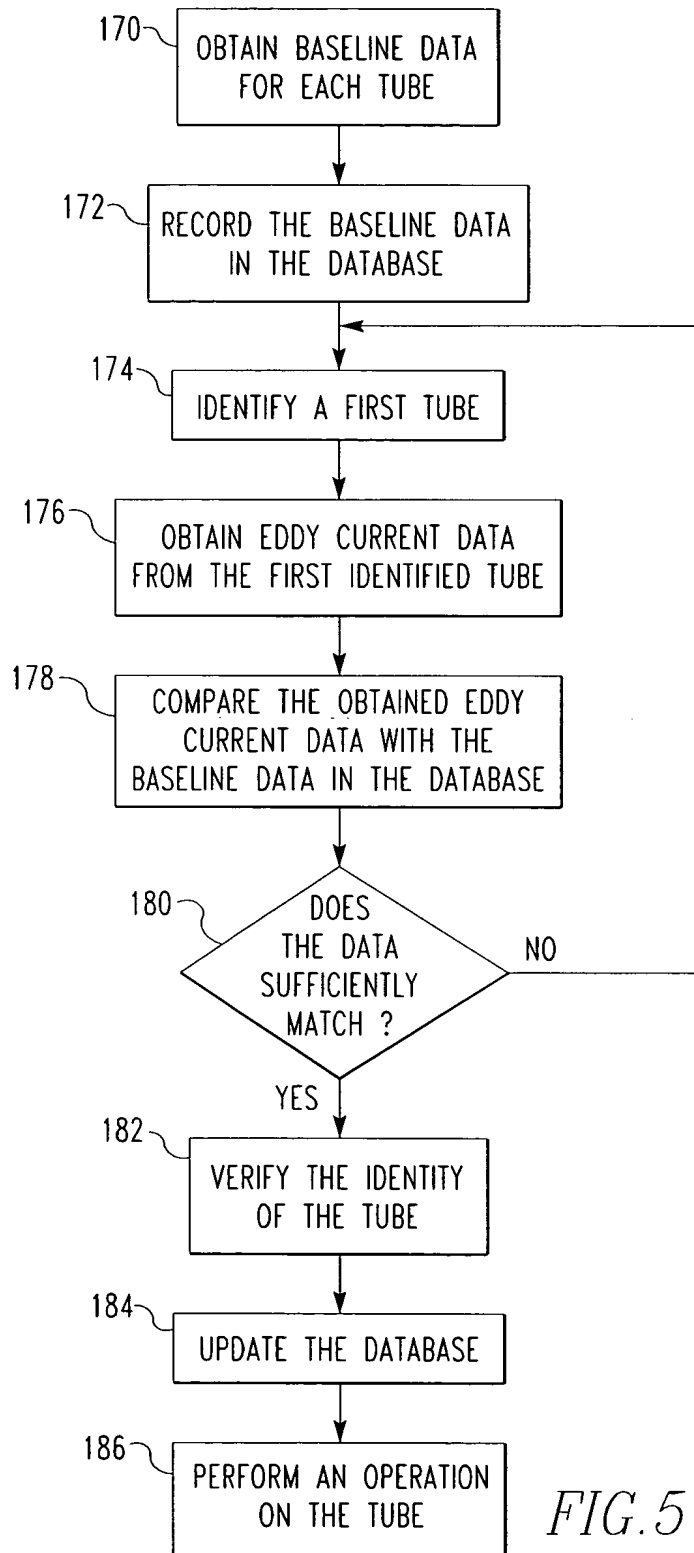 170
OBTAIN BASELINE DATA
FOR EACH TUBE
172
RECORD THE BASELINE DATA
IN THE DATABASE
174
IDENTIFY A FIRST TUBE
176
OBTAIN EDDY CURRENT DATA
FROM THE FIRST IDENTIFIED TUBE
178
COMPARE THE OBTAINED EDDY
CURRENT DATA WITH THE
BASELINE DATA IN THE DATABASE
180
DOES
THE DATA
SUFFICIENTLY
MATCH ?
NO
YES
182
VERIFY THE IDENTITY
OF THE TUBE
184
UPDATE THE DATABASE
186
PERFORM AN OPERATION
ON THE TUBE
FIG.5